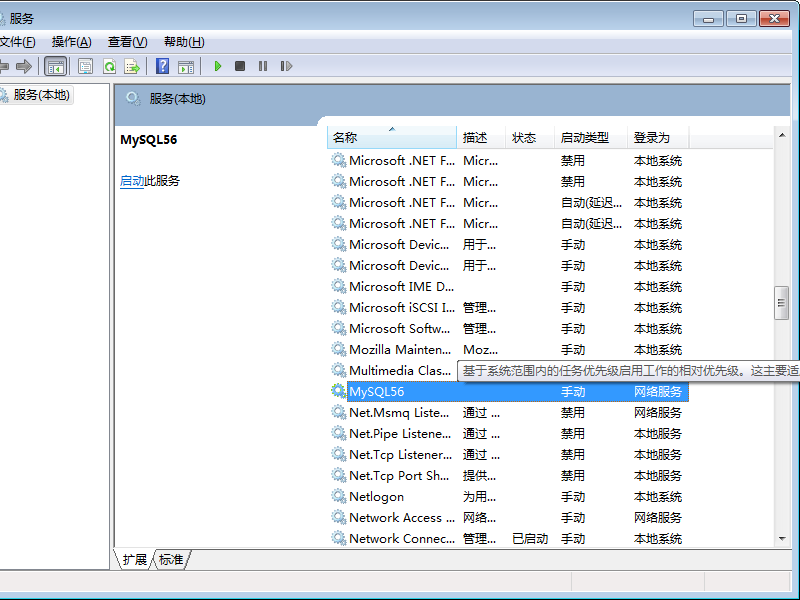 服务
文件(F) 操作(A) 查看(V) 帮助(H)
服务(本地)
服务(本地)
MySQL56
启动此服务
名称 描述 状态 启动类型 登录为
Microsoft .NET F... Micr... 禁用 本地系统
Microsoft .NET F... Micr... 禁用 本地系统
Microsoft .NET F... Micr... 自动(延迟... 本地系统
Microsoft .NET F... Micr... 自动(延迟... 本地系统
Microsoft Devic... 用于... 手动 本地系统
Microsoft Devic... 用于... 手动 本地系统
Microsoft IME D... 手动 本地系统
Microsoft iSCSI I... 管理... 手动 本地系统
Microsoft Softw... 管理... 手动 本地系统
Mozilla Mainten... Moz... 手动 本地系统
Multimedia Clas... 基于系统范围内的任务优先级启用工作的相对优先级。这主要适
MySQL56 手动 网络服务
Net.Msmq Liste... 通过 ... 禁用 网络服务
Net.Pipe Listene... 通过 ... 禁用 本地服务
Net.Tcp Listener... 通过 ... 禁用 本地服务
Net.Tcp Port Sh... 提供... 禁用 本地服务
Netlogon 为用... 手动 本地系统
Network Access ... 网络... 手动 网络服务
Network Connec... 管理... 已启动 手动 本地系统
扩展 标准